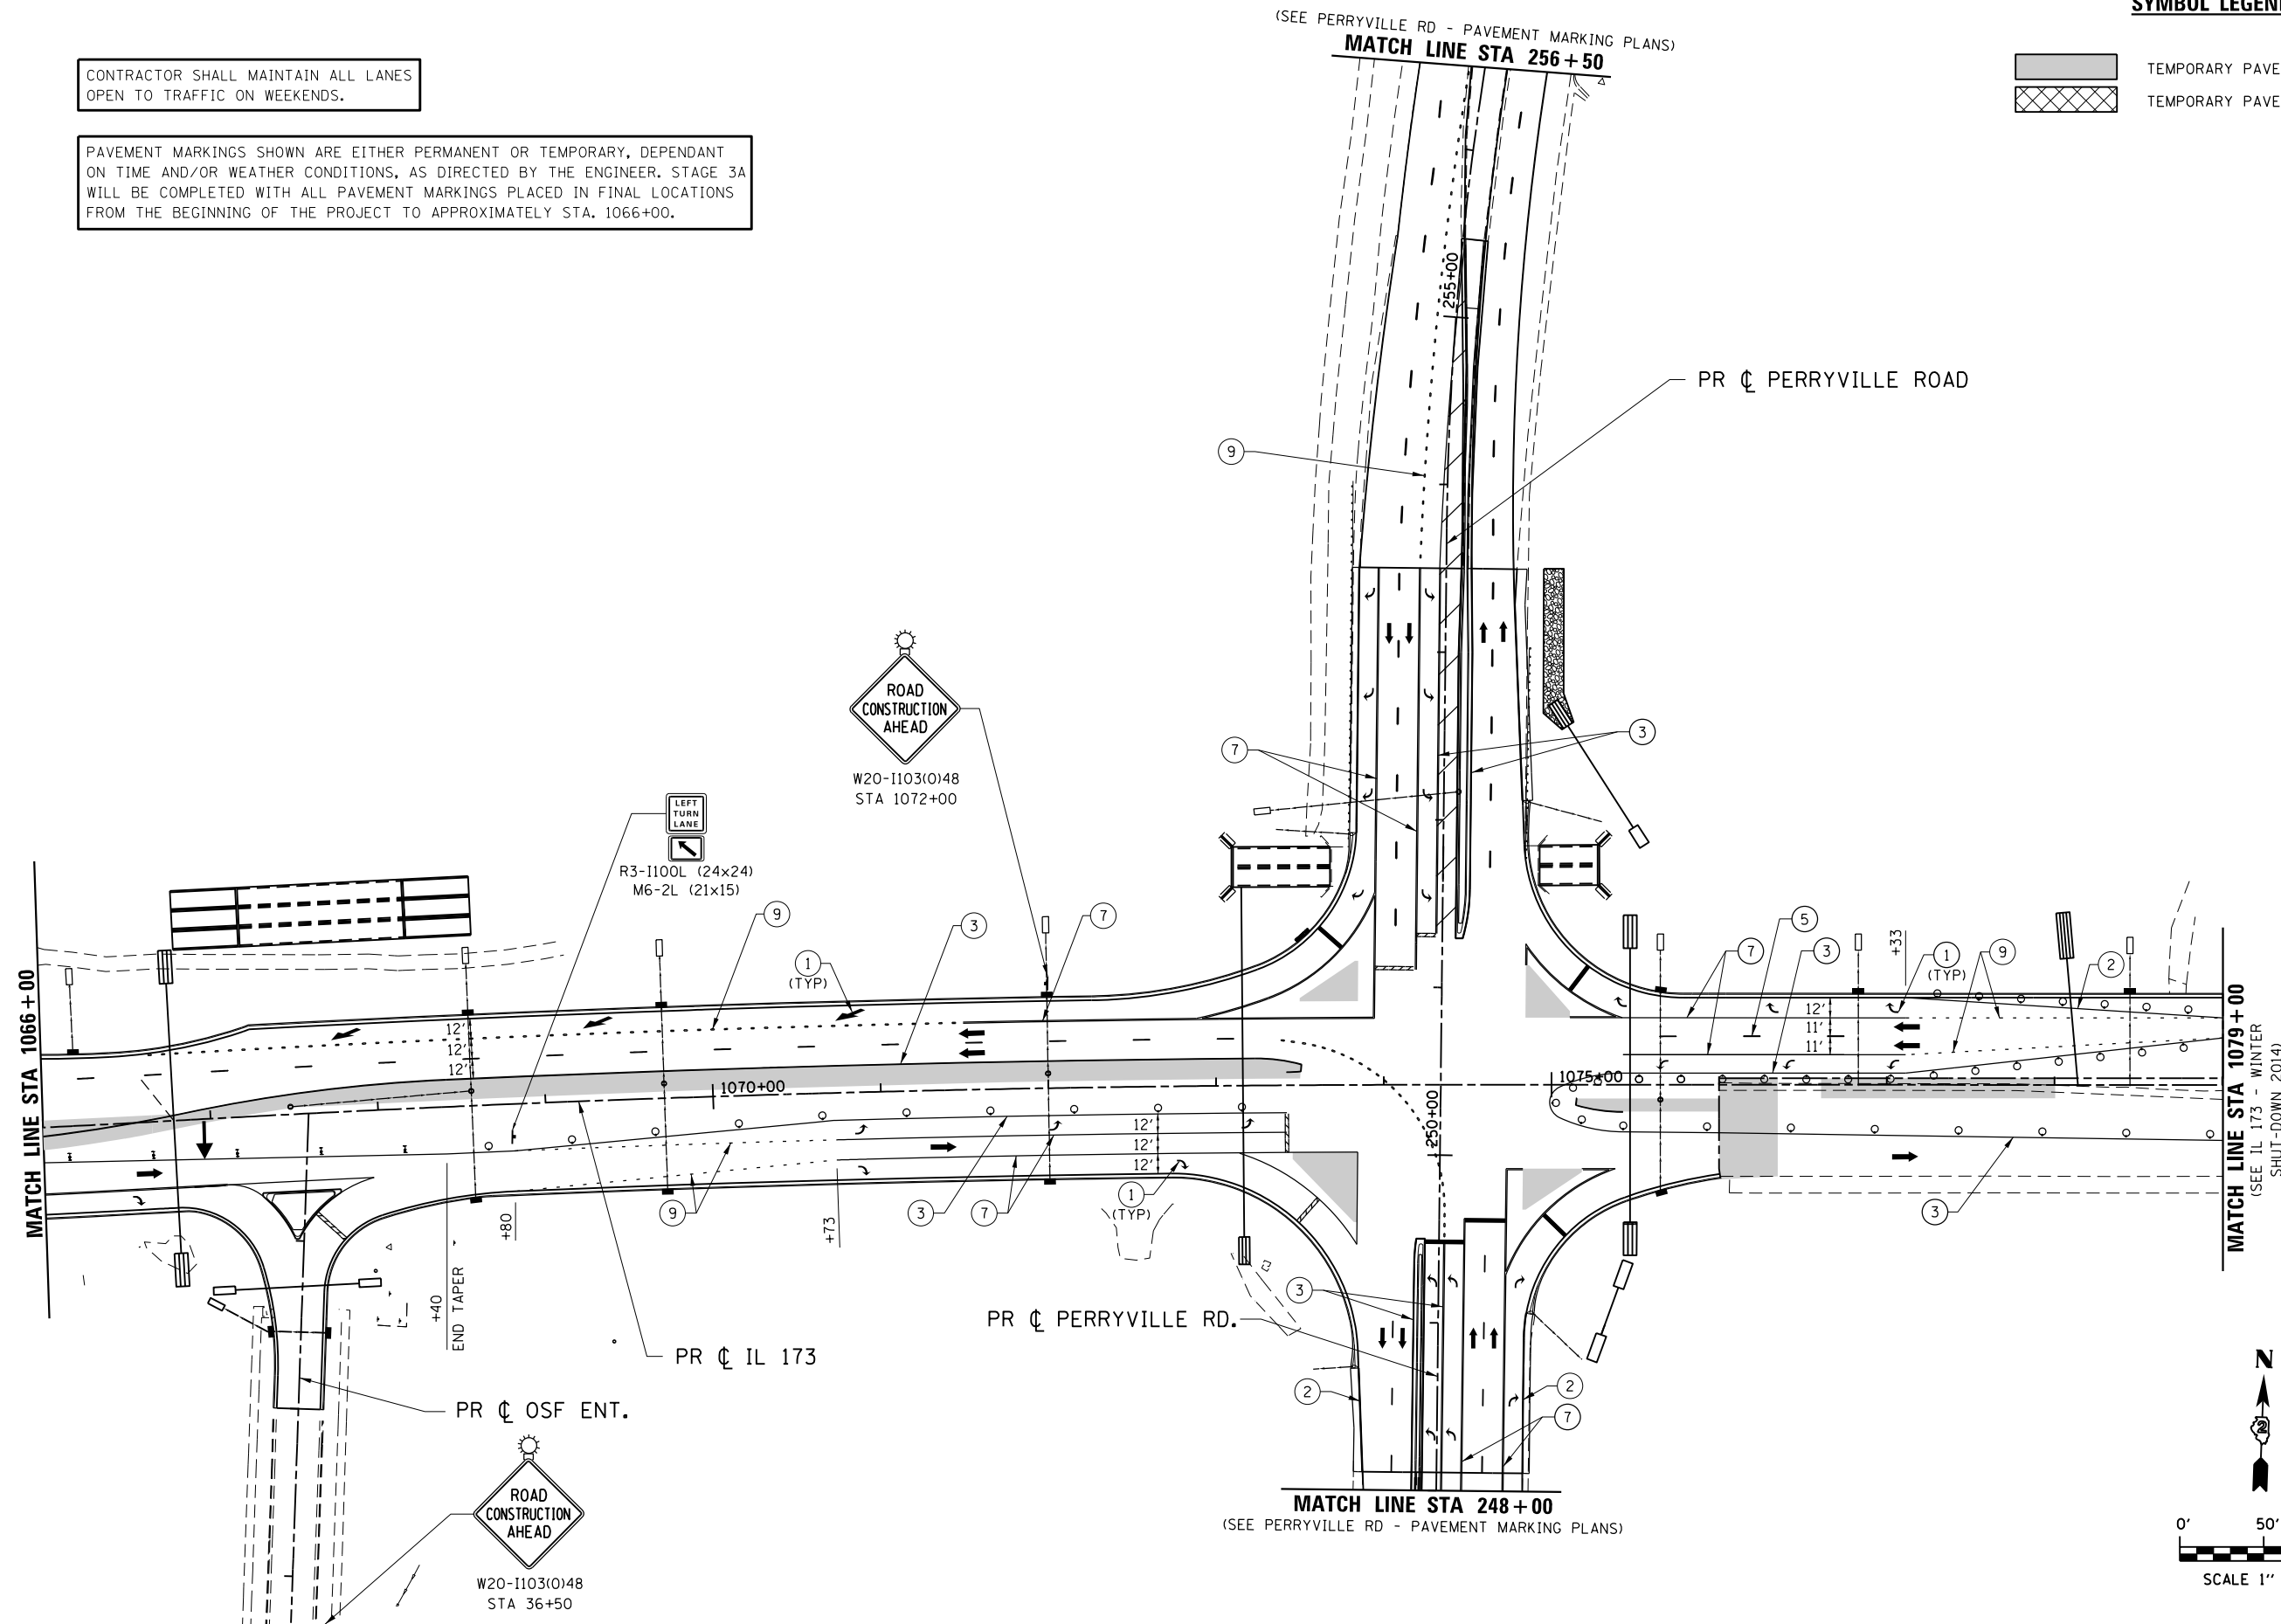 (SEE PERRYVILLE RD - PAVEMENT MARKING PLANS)
MATCH LINE STA 256+50
SYMBOL LEGEN
TEMPORARY PAVE
TEMPORARY PAVE
CONTRACTOR SHALL MAINTAIN ALL LANES
OPEN TO TRAFFIC ON WEEKENDS.
PAVEMENT MARKINGS SHOWN ARE EITHER PERMANENT OR TEMPORARY, DEPENDANT
ON TIME AND/OR WEATHER CONDITIONS, AS DIRECTED BY THE ENGINEER. STAGE 3A
WILL BE COMPLETED WITH ALL PAVEMENT MARKINGS PLACED IN FINAL LOCATIONS
FROM THE BEGINNING OF THE PROJECT TO APPROXIMATELY STA. 1066+00.
255+00
PR ℄ PERRYVILLE ROAD
9
ROAD
CONSTRUCTION
AHEAD
W20-I103(0)48
STA 1072+00
7
3
LEFT
TURN
LANE
R3-I100L (24x24)
M6-2L (21x15)
9
3
7
1
(TYP)
5
7
3
+33
1
(TYP)
9
2
MATCH LINE STA 1066+00
12'
12'
12'
1070+00
12'
11'
11'
1075+00
250+00
12'
12'
12'
MATCH LINE STA 1079+00
(SEE IL 173 - WINTER
SHUT-DOWN 2014)
9
3
7
1
(TYP)
3
+80
+73
+40
END TAPER
3
PR ℄ PERRYVILLE RD.
PR ℄ IL 173
2
2
7
PR ℄ OSF ENT.
N
2
ROAD
CONSTRUCTION
AHEAD
W20-I103(0)48
STA 36+50
MATCH LINE STA 248+00
(SEE PERRYVILLE RD - PAVEMENT MARKING PLANS)
0' 50'
SCALE 1"